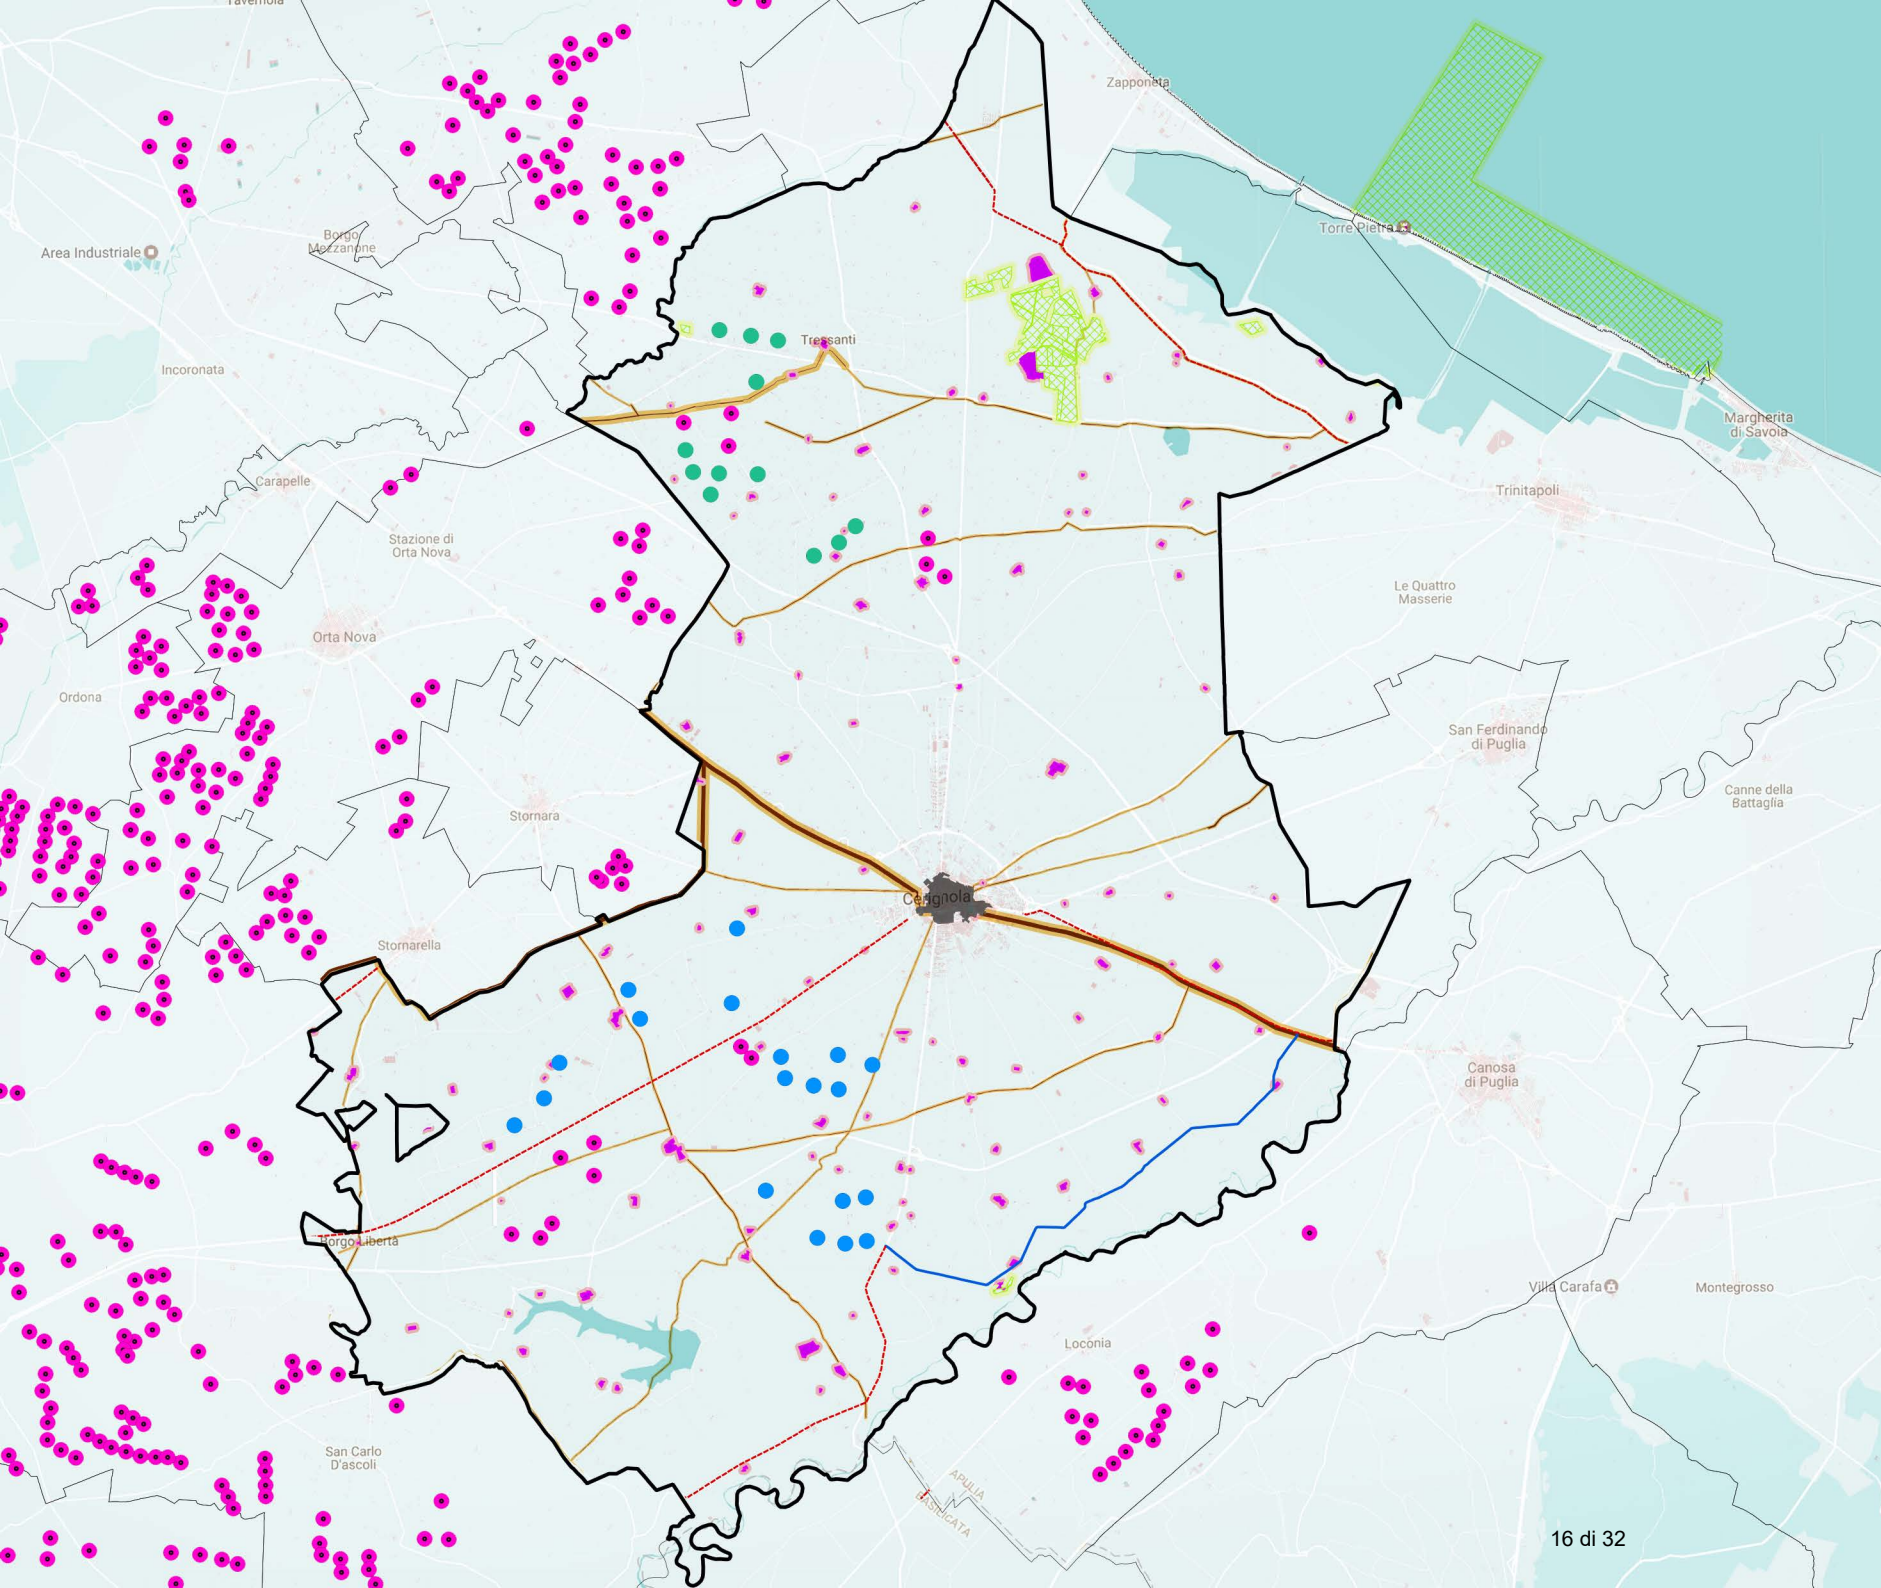 Tavernola
Zapponeta
Torre Pietra
Borgo
Mezzanone
Area Industriale
Tressanti
Incoronata
Margherita
di Savoia
Carapelle
Trinitapoli
Stazione di
Orta Nova
Le Quattro
Masserie
Orta Nova
Ordona
San Ferdinando
di Puglia
Canne della
Battaglia
Stornara
Cerignola
Stornarella
Canosa
di Puglia
Borgo Libertà
Villa Carafa
Montegrosso
Loconia
San Carlo
D'ascoli
APULIA
BASILICATA
16 di 32